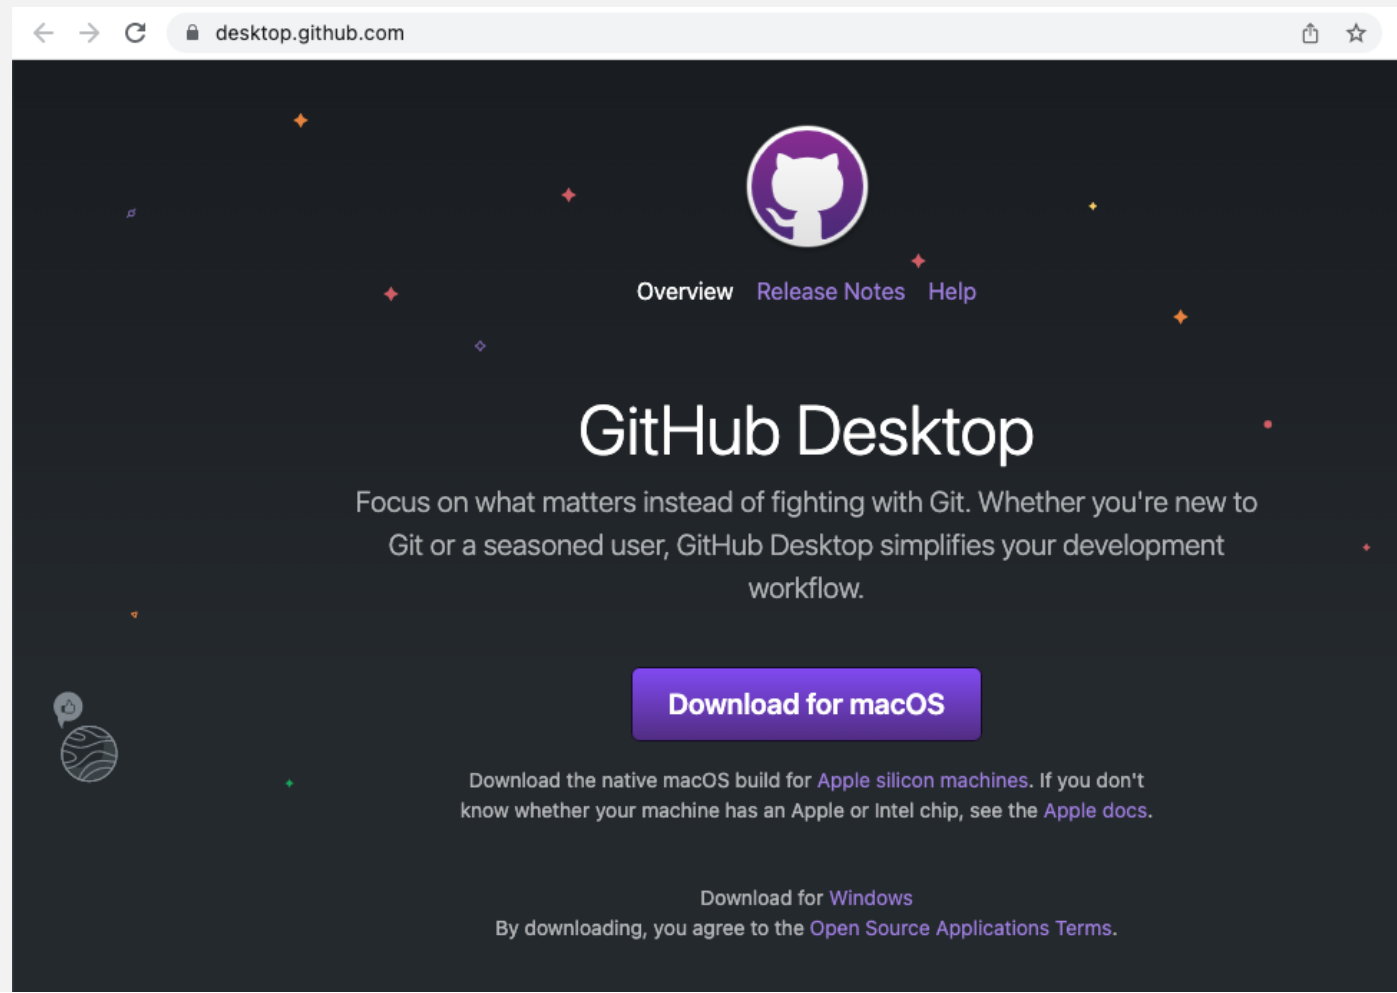 desktop.github.com
Overview Release Notes Help
GitHub Desktop
Focus on what matters instead of fighting with Git. Whether you're new to
Git or a seasoned user, GitHub Desktop simplifies your development
workflow.
Download for macOS
Download the native macOS build for Apple silicon machines. If you don't
know whether your machine has an Apple or Intel chip, see the Apple docs.
Download for Windows
By downloading, you agree to the Open Source Applications Terms.